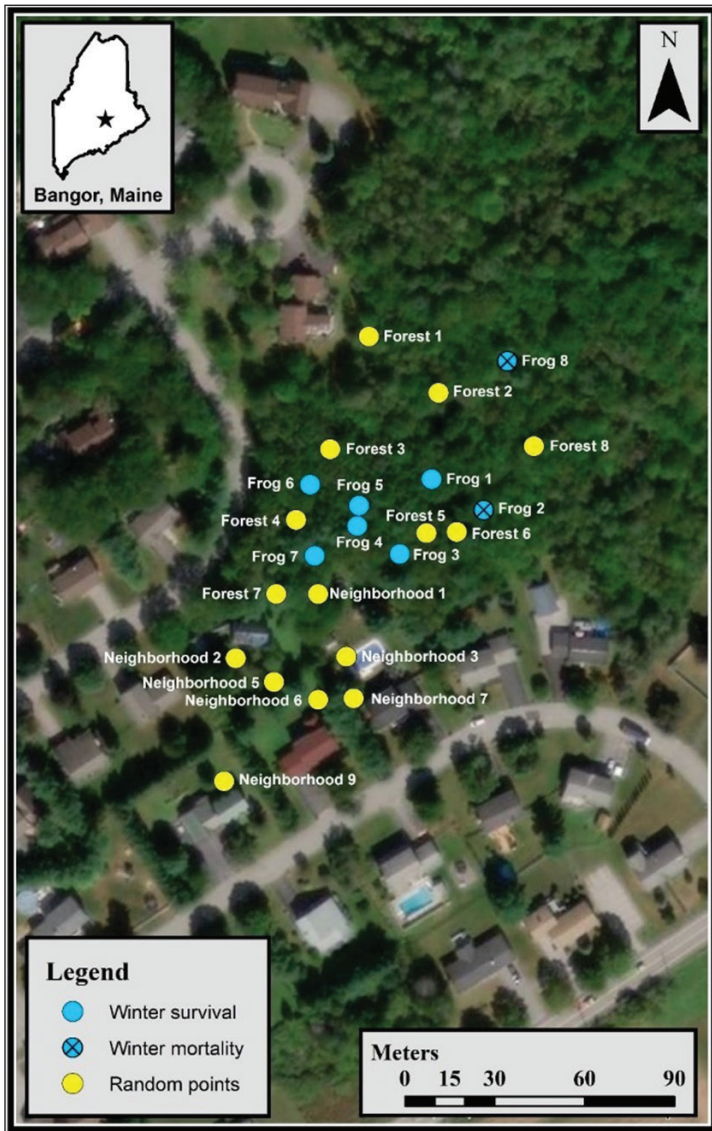 N
Bangor, Maine
Forest 1
Frog 8
Forest 2
Forest 8
Forest 3
Frog 1
Frog 6
Frog 5
Frog 2
Forest 4
Forest 5
Forest 6
Frog 4
Frog 7
Frog 3
Forest 7
Neighborhood 1
Neighborhood 2
Neighborhood 3
Neighborhood 5
Neighborhood 6
Neighborhood 7
Neighborhood 9
Legend
Winter survival
Winter mortality
Random points
Meters
0 15 30 60 90